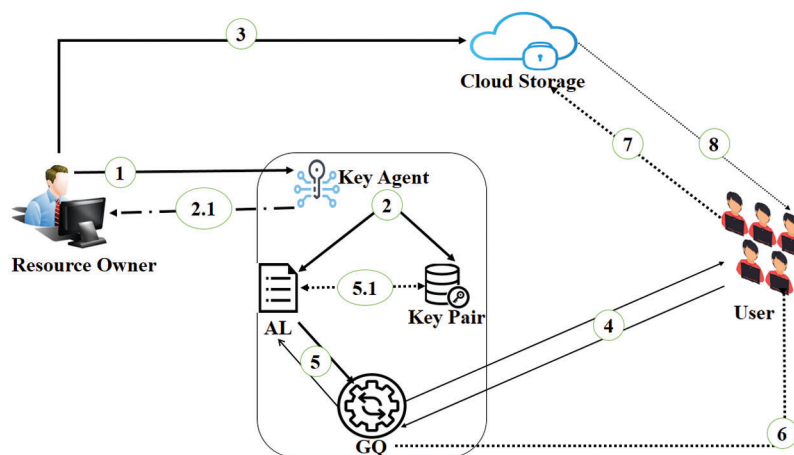 3
Cloud Storage
7
8
1
Key Agent
2.1
2
Resource Owner
5.1
AL
Key Pair
User
4
5
GQ
6